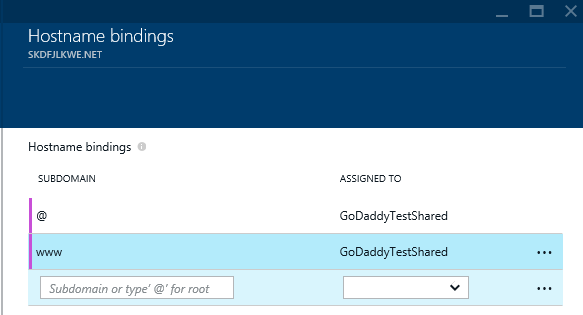 Hostname bindings
SKDFJLKWE.NET
Hostname bindings
SUBDOMAIN ASSIGNED TO
@ GoDaddyTestShared
www GoDaddyTestShared
Subdomain or type' @' for root